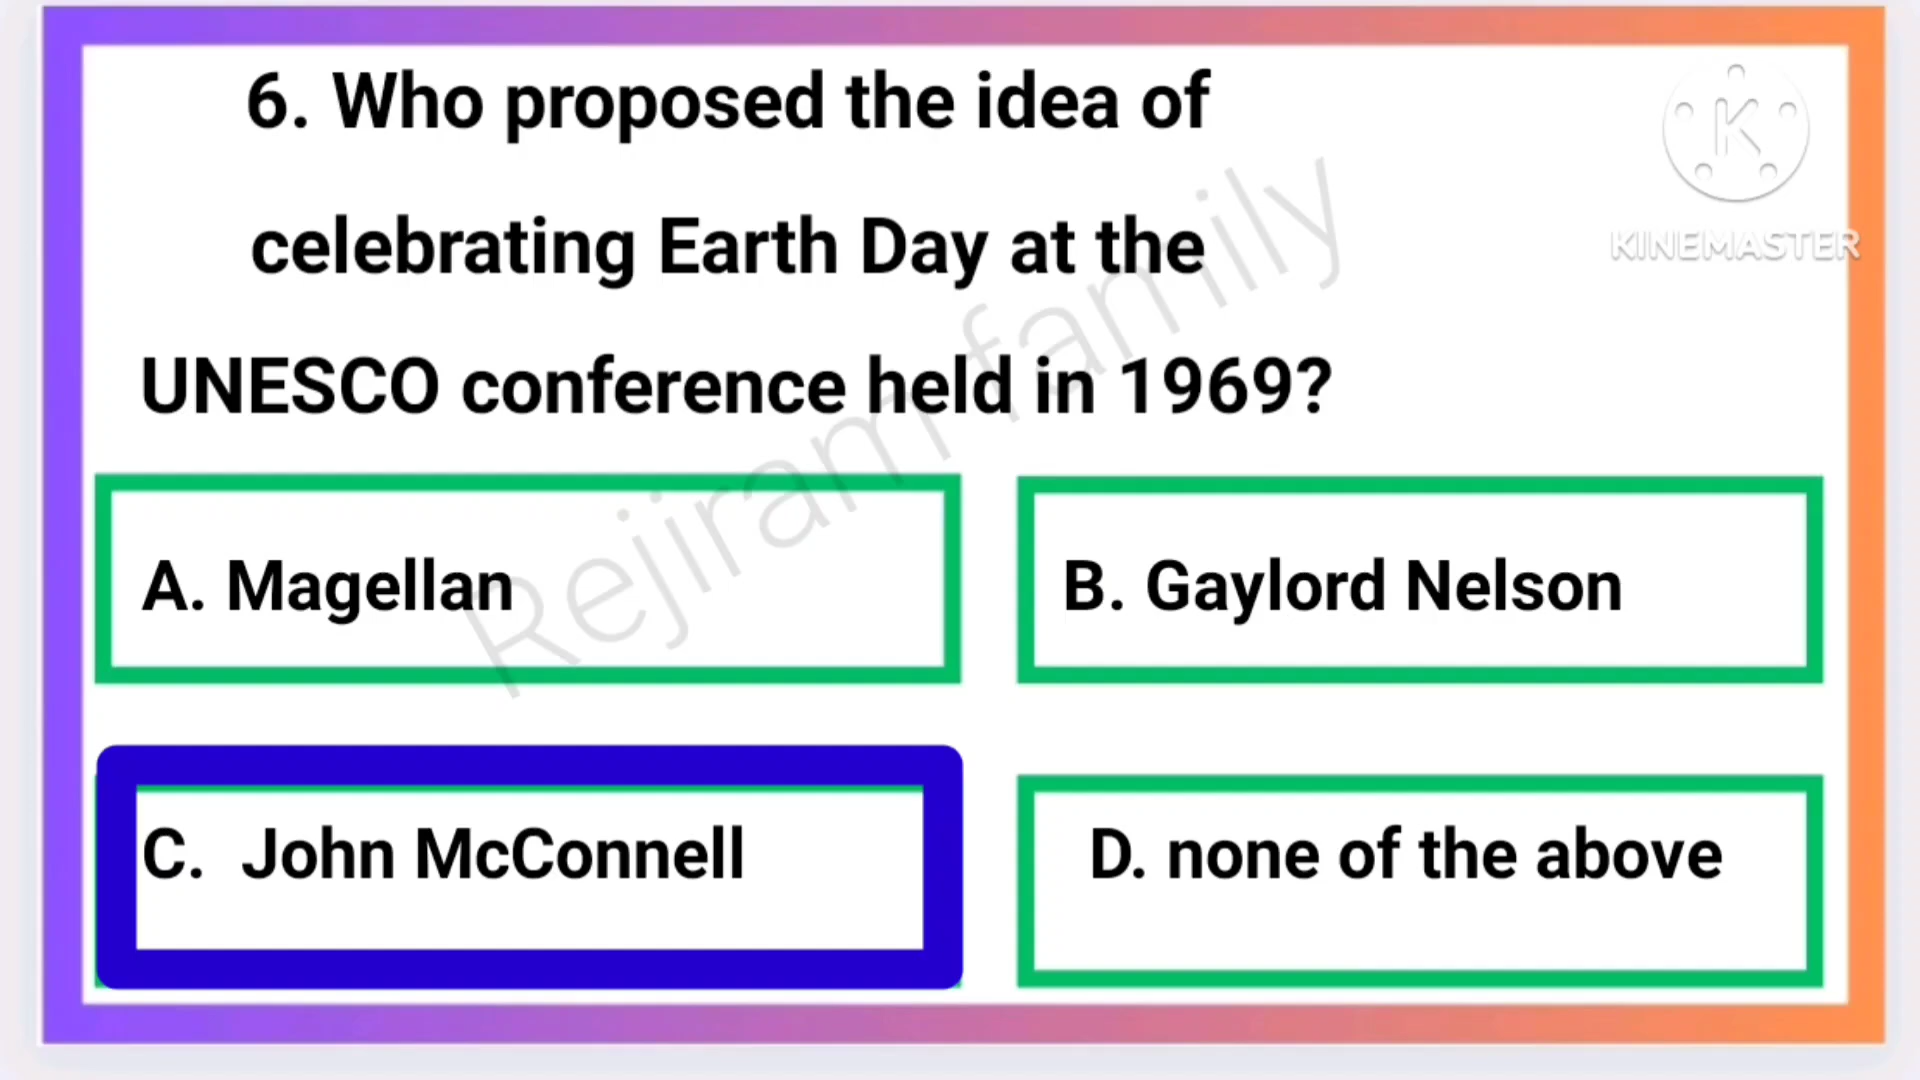 6. Who proposed the idea of
celebrating Earth Day at the
UNESCO conference held in 1969?
A. Magellan
B. Gaylord Nelson
C. John McConnell
D. none of the above
Rejiram family
K
KINEMASTER